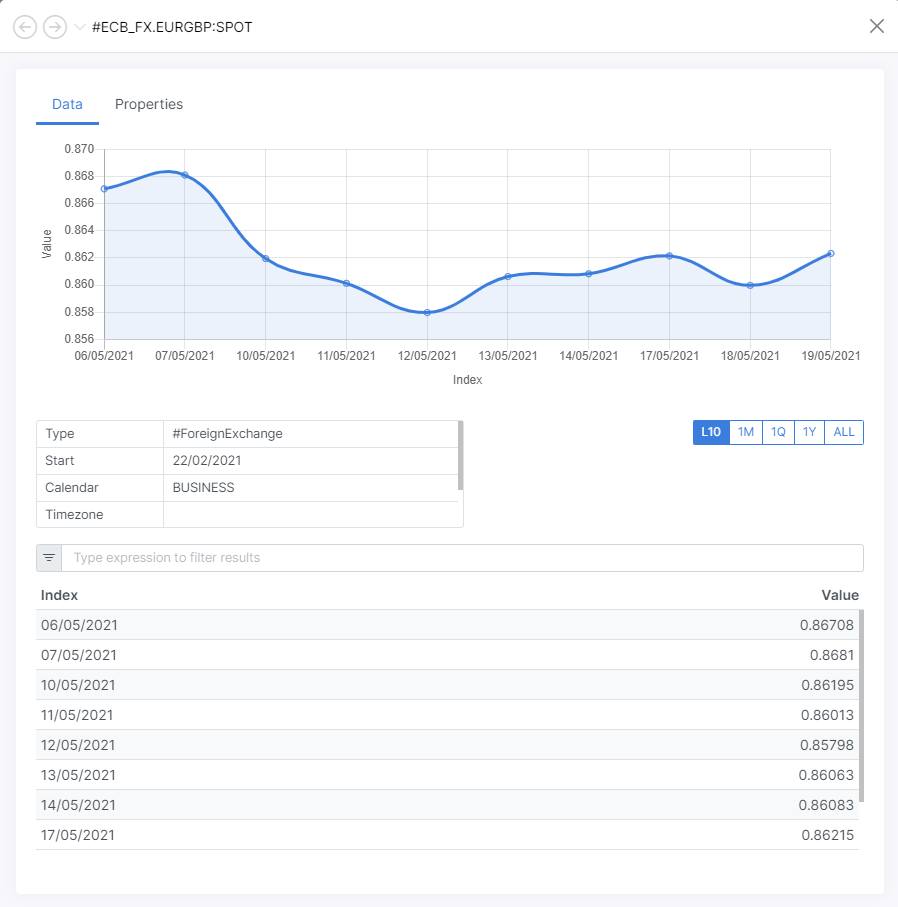 #ECB_FX.EURGBP:SPOT
Data Properties
0.870
0.868
0.866
0.864
0.862
0.860
0.858
0.856
Value
06/05/2021 07/05/2021 10/05/2021 11/05/2021 12/05/2021 13/05/2021 14/05/2021 17/05/2021 18/05/2021 19/05/2021
Index
Type #ForeignExchange
Start 22/02/2021
Calendar BUSINESS
Timezone
L10 1M 1Q 1Y ALL
Type expression to filter results
Index Value
06/05/2021 0.86708
07/05/2021 0.8681
10/05/2021 0.86195
11/05/2021 0.86013
12/05/2021 0.85798
13/05/2021 0.86063
14/05/2021 0.86083
17/05/2021 0.86215